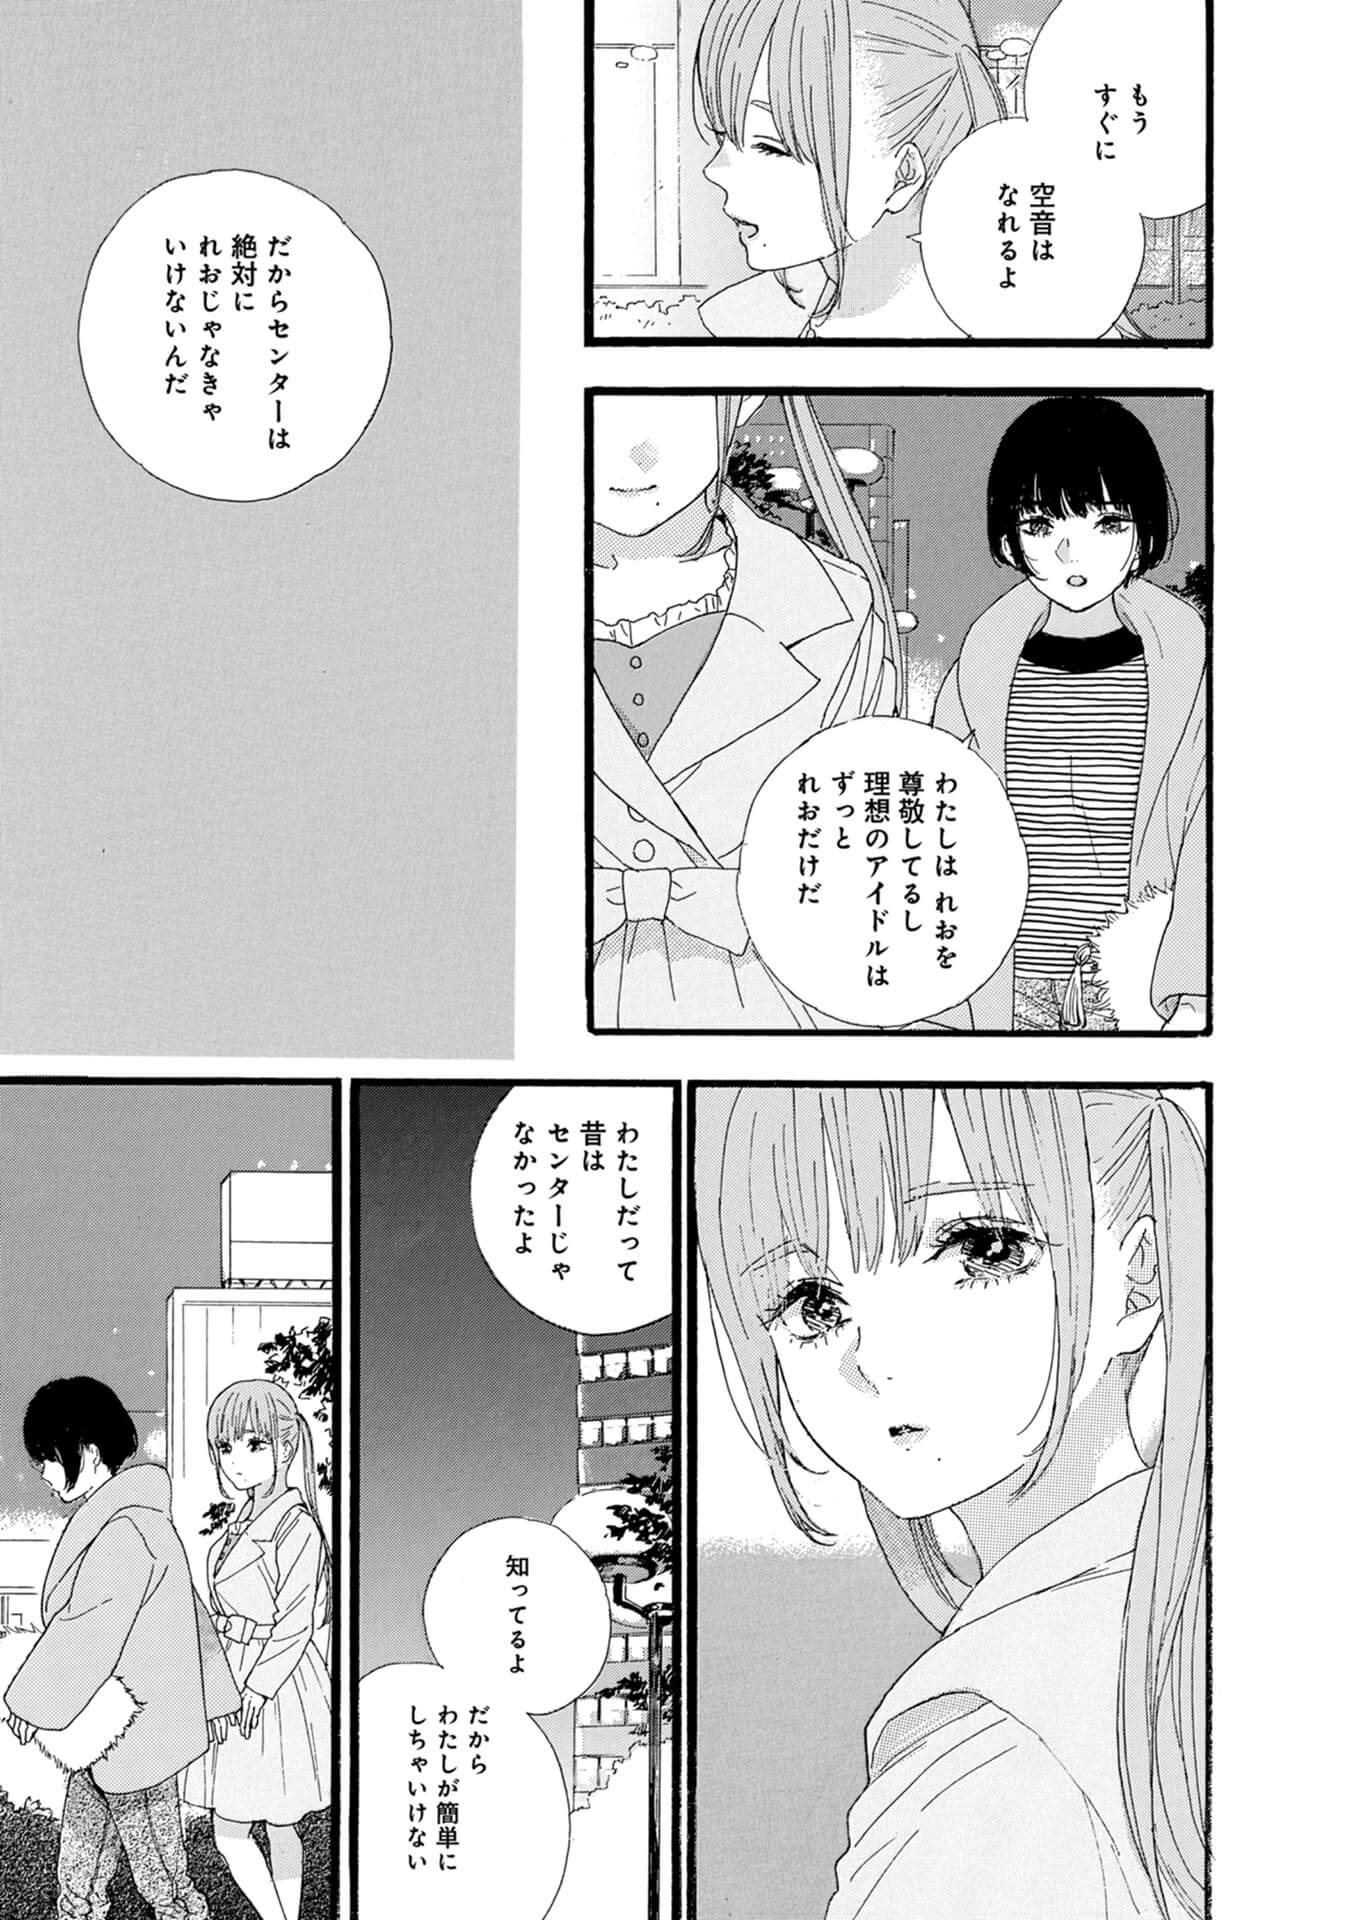 もう
すぐに
空音は
なれるよ
わたしは れおを
尊敬してるし
理想のアイドルは
ずっと
れおだけだ
だからセンターは
絶対に
れおじゃなきゃ
いけないんだ
わたしだって
昔は
センターじゃ
なかったよ
知ってるよ
だから
わたしが簡単に
しちゃいけない